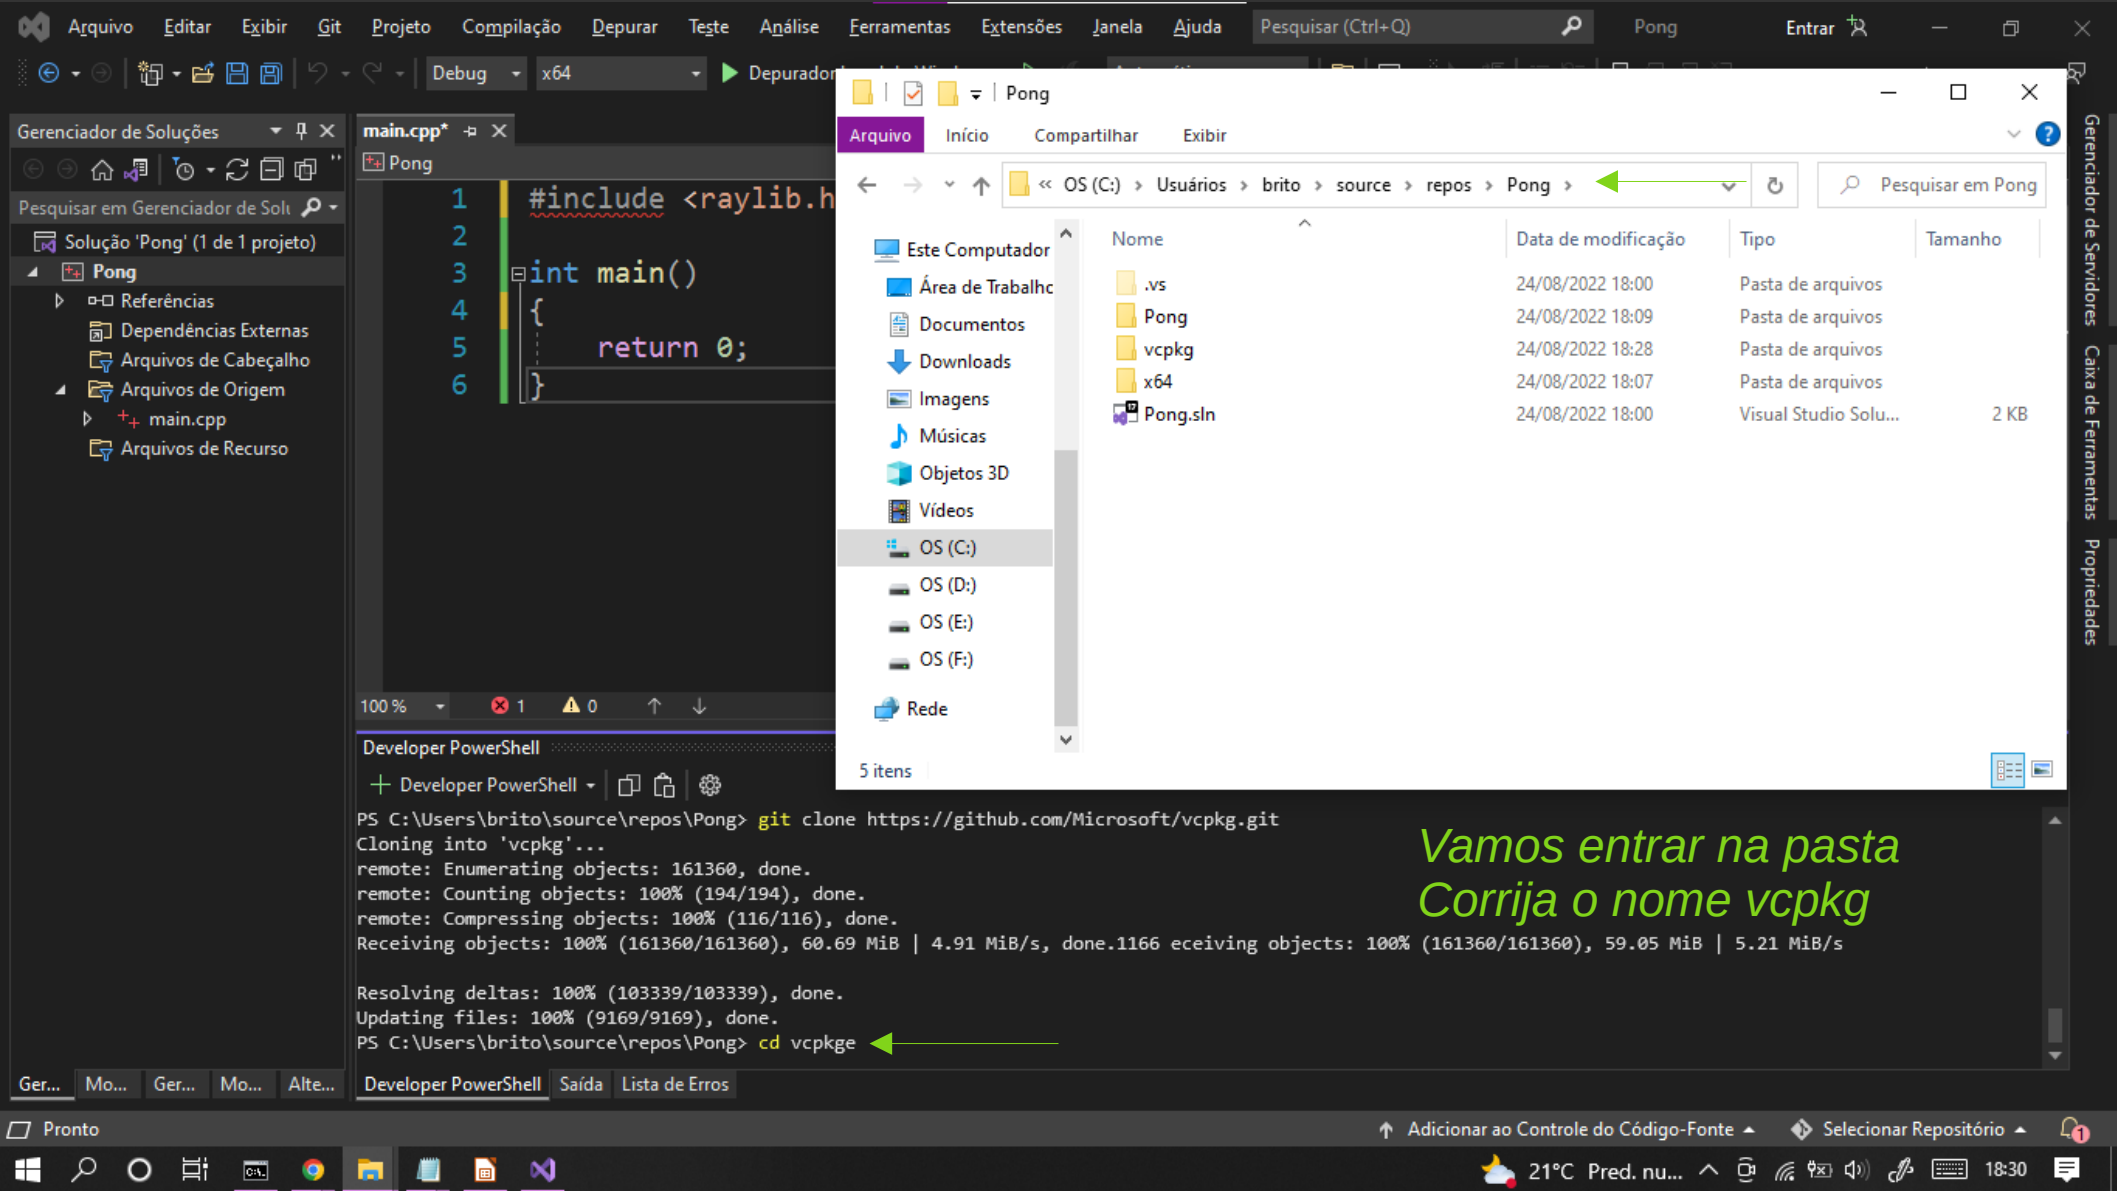 Arquivo Editar Exibir Git Projeto Compilação Depurar Teste Análise Ferramentas Extensões Janela Ajuda Pesquisar (Ctrl+Q) Pong Entrar
Debug x64 Depurador
Gerenciador de Soluções
Pesquisar em Gerenciador de Solu
Solução 'Pong' (1 de 1 projeto)
Pong
Referências
Dependências Externas
Arquivos de Cabeçalho
Arquivos de Origem
main.cpp
Arquivos de Recurso
main.cpp*
Pong
1 #include <raylib.h
2
3 int main()
4 {
5 return 0;
6 }
100 % 1 0
Pong
Arquivo Início Compartilhar Exibir
« OS (C:) › Usuários › brito › source › repos › Pong ›
Pesquisar em Pong
Este Computador
Área de Trabalho
Documentos
Downloads
Imagens
Músicas
Objetos 3D
Vídeos
OS (C:)
OS (D:)
OS (E:)
OS (F:)
Rede
Nome Data de modificação Tipo Tamanho
.vs 24/08/2022 18:00 Pasta de arquivos
Pong 24/08/2022 18:09 Pasta de arquivos
vcpkg 24/08/2022 18:28 Pasta de arquivos
x64 24/08/2022 18:07 Pasta de arquivos
Pong.sln 24/08/2022 18:00 Visual Studio Solu... 2 KB
5 itens
Gerenciador de Servidores
Caixa de Ferramentas
Propriedades
Developer PowerShell
Developer PowerShell
PS C:\Users\brito\source\repos\Pong> git clone https://github.com/Microsoft/vcpkg.git
Cloning into 'vcpkg'...
remote: Enumerating objects: 161360, done.
remote: Counting objects: 100% (194/194), done.
remote: Compressing objects: 100% (116/116), done.
Receiving objects: 100% (161360/161360), 60.69 MiB | 4.91 MiB/s, done.1166 eceiving objects: 100% (161360/161360), 59.05 MiB | 5.21 MiB/s
Resolving deltas: 100% (103339/103339), done.
Updating files: 100% (9169/9169), done.
PS C:\Users\brito\source\repos\Pong> cd vcpkge
Vamos entrar na pasta
Corrija o nome vcpkg
Ger... Mo... Ger... Mo... Alte...
Developer PowerShell Saída Lista de Erros
Pronto
Adicionar ao Controle do Código-Fonte Selecionar Repositório 1
21°C Pred. nu... 18:30